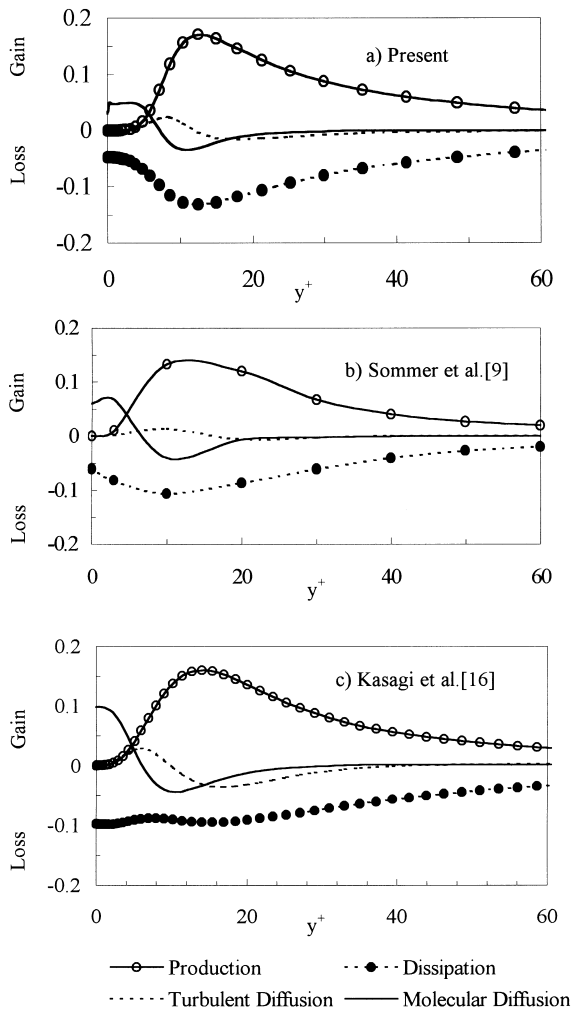 0.2
Gain
a) Present
0.1
0
Loss
-0.1
-0.2
0 20 40 60
y+
0.2
b) Sommer et al.[9]
Gain
0.1
0
-0.1
Loss
-0.2
0 20 40 60
y+
0.2
c) Kasagi et al.[16]
Gain
0.1
0
-0.1
Loss
-0.2
0 20 40 60
y+
Production Dissipation
Turbulent Diffusion Molecular Diffusion